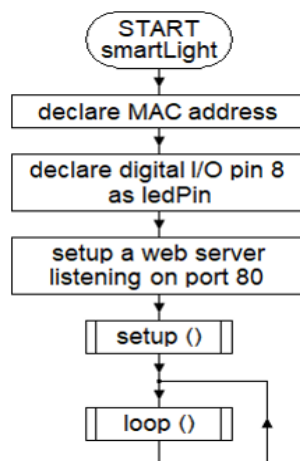 START
smartLight
declare MAC address
declare digital I/O pin 8
as ledPin
setup a web server
listening on port 80
setup ()
loop ()